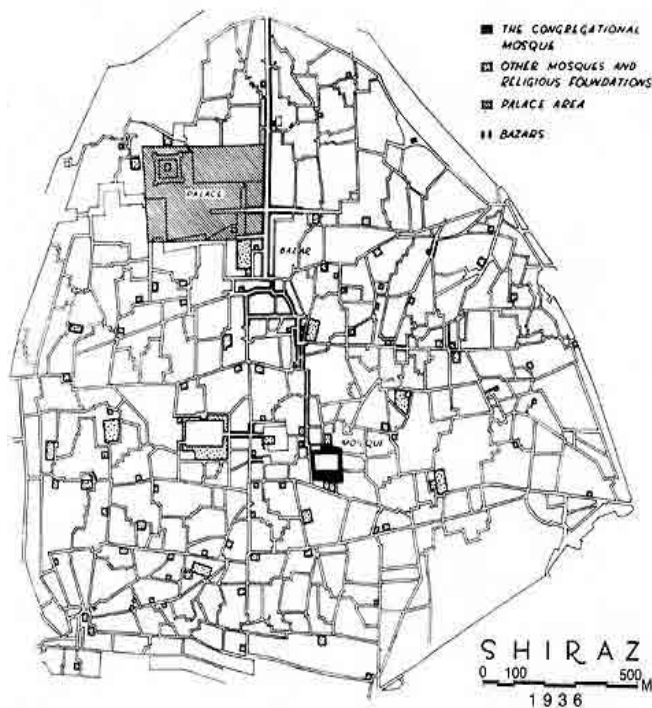 THE CONGREGATIONAL
MOSQUE
OTHER MOSQUES AND
RELIGIOUS FOUNDATIONS
PALACE AREA
BAZARS
PALACE
BAZAR
MOSQUE
SHIRAZ
0 100 500 M
1936